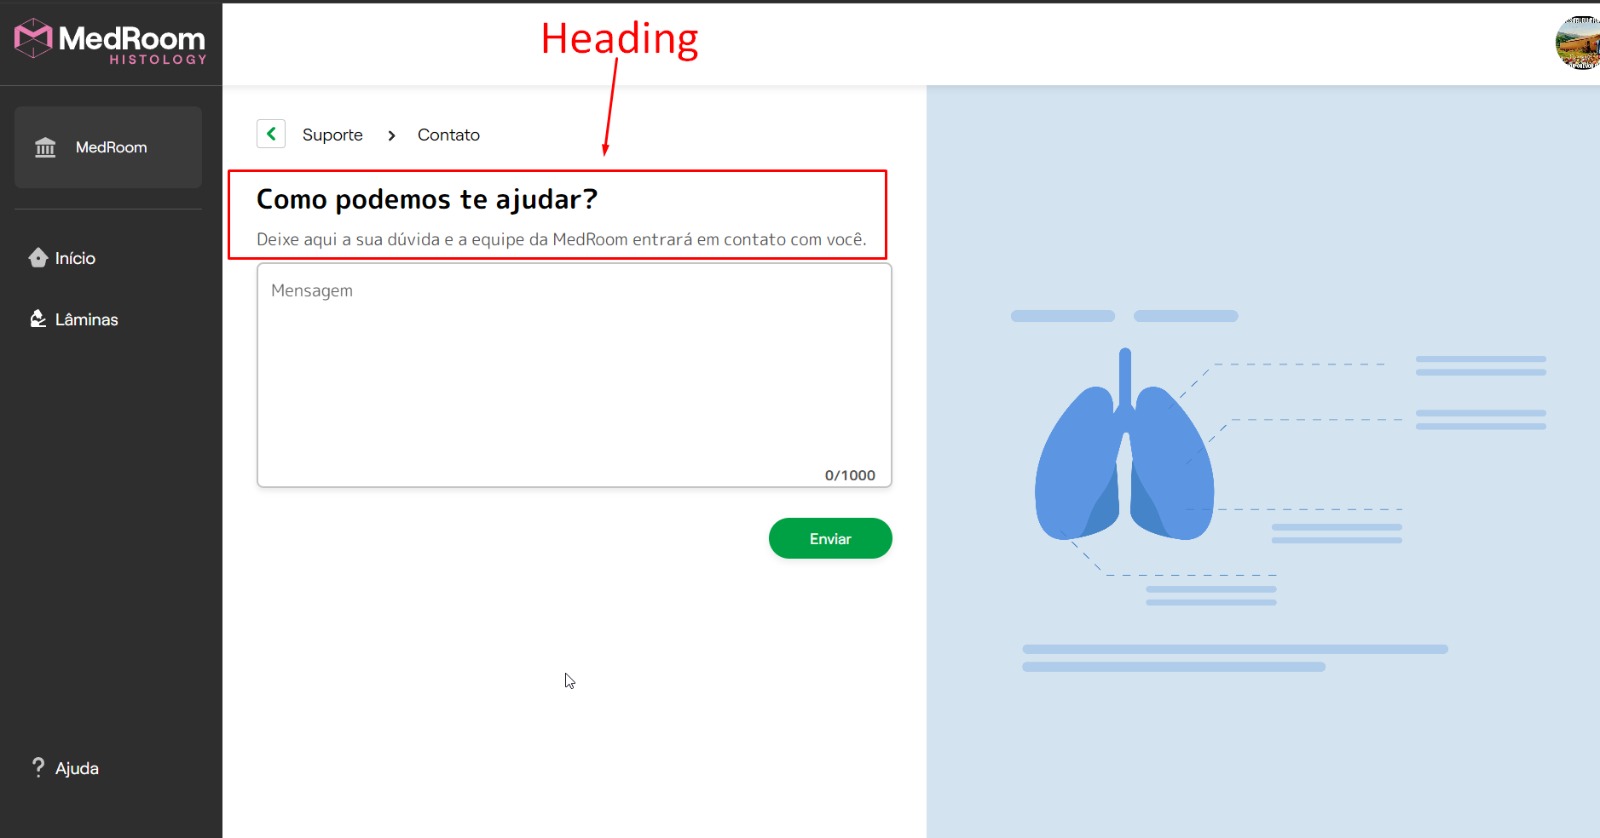 MedRoom
HISTOLOGY
Heading
MedRoom
Suporte > Contato
Como podemos te ajudar?
Deixe aqui a sua dúvida e a equipe da MedRoom entrará em contato com você.
Início
Mensagem
Lâminas
0/1000
Enviar
? Ajuda